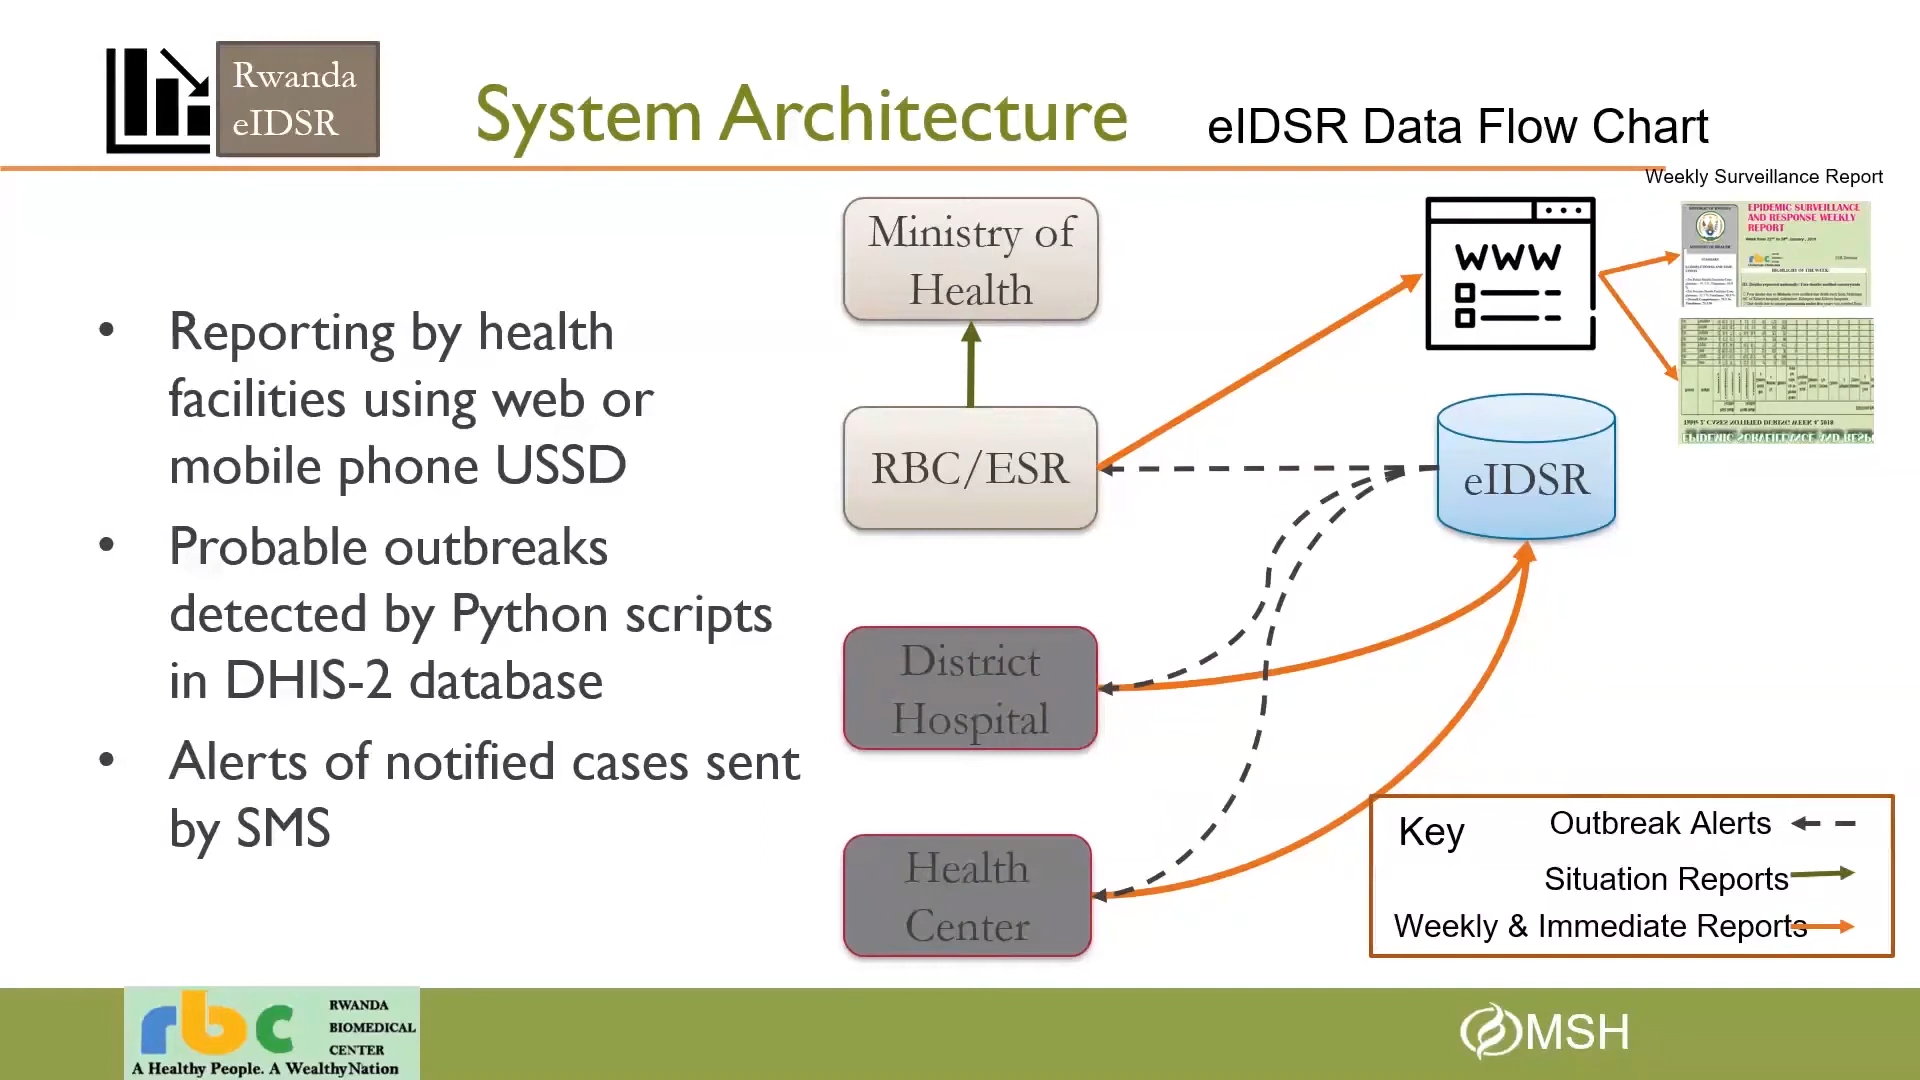 Rwanda
eIDSR
System Architecture
eIDSR Data Flow Chart
Weekly Surveillance Report
• Reporting by health
facilities using web or
mobile phone USSD
• Probable outbreaks
detected by Python scripts
in DHIS-2 database
• Alerts of notified cases sent
by SMS
Ministry of
Health
RBC/ESR
District
Hospital
Health
Center
www
eIDSR
EPIDEMIC SURVEILLANCE
AND RESPONSE WEEKLY
REPORT
Key
Outbreak Alerts
Situation Reports
Weekly & Immediate Reports
rbc
RWANDA
BIOMEDICAL
CENTER
A Healthy People. A Wealthy Nation
MSH